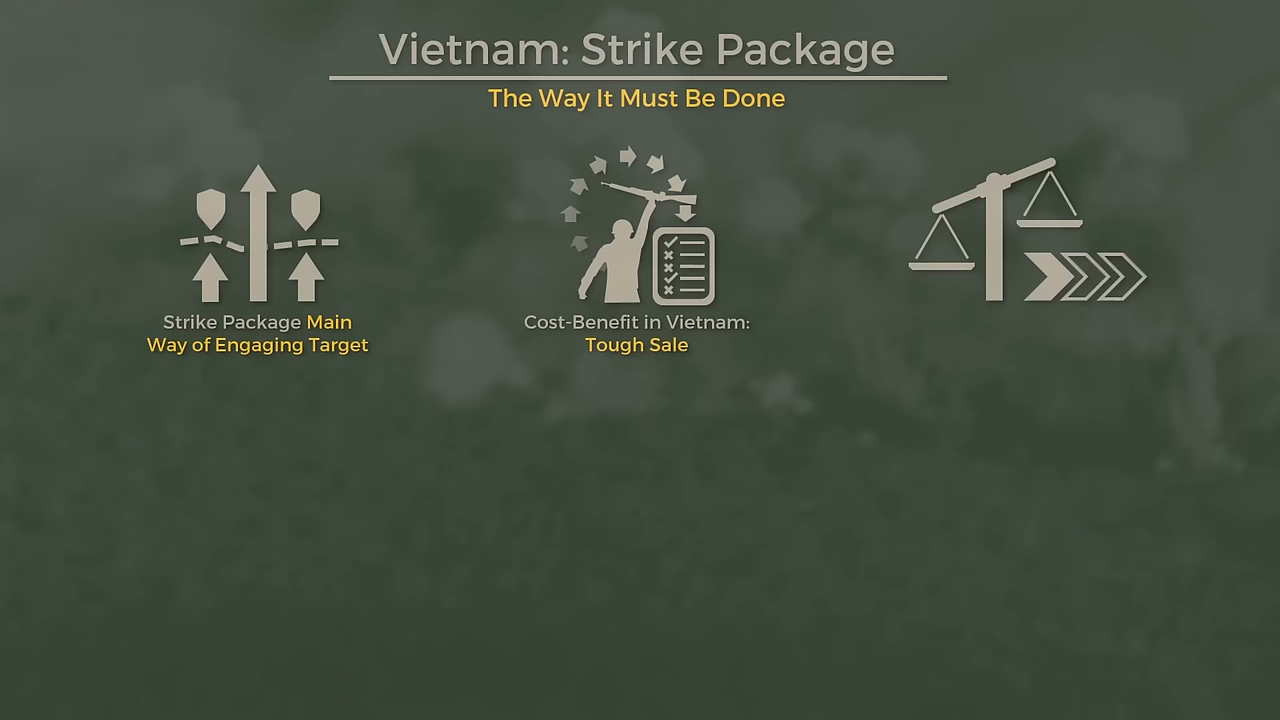 Vietnam: Strike Package
The Way It Must Be Done
Strike Package Main
Way of Engaging Target
Cost-Benefit in Vietnam:
Tough Sale